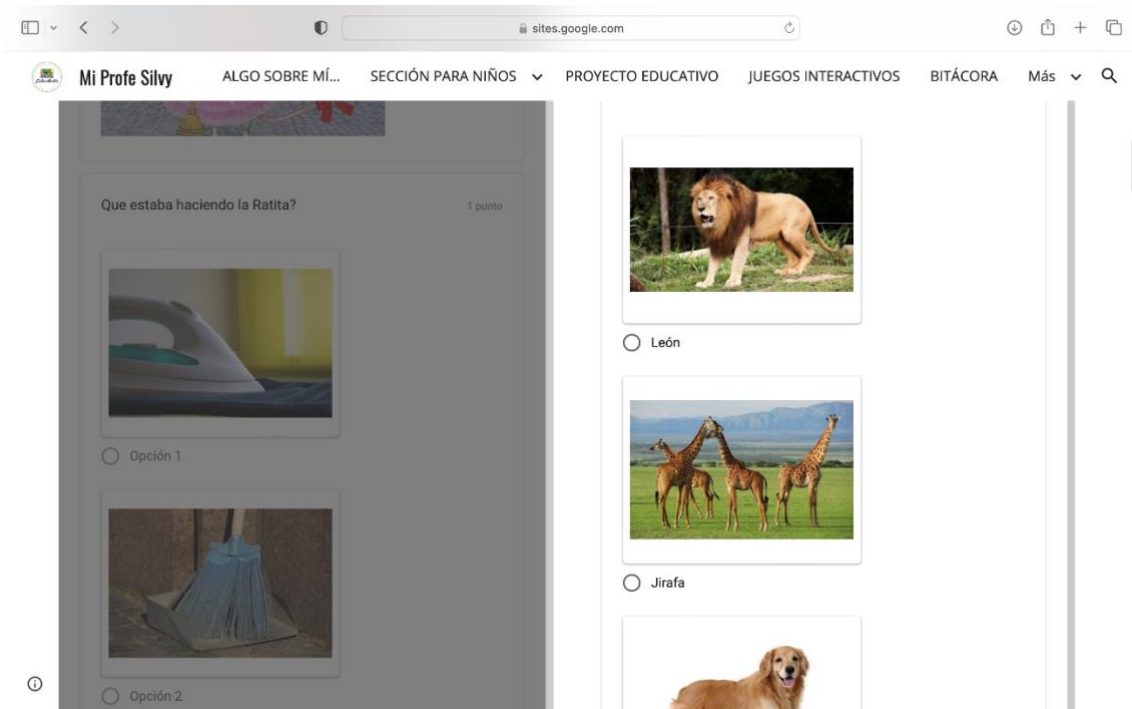 sites.google.com
Mi Profe Silvy
ALGO SOBRE MÍ... SECCIÓN PARA NIÑOS PROYECTO EDUCATIVO JUEGOS INTERACTIVOS BITÁCORA Más
Que estaba haciendo la Ratita? 1 punto
Opción 1
Opción 2
León
Jirafa